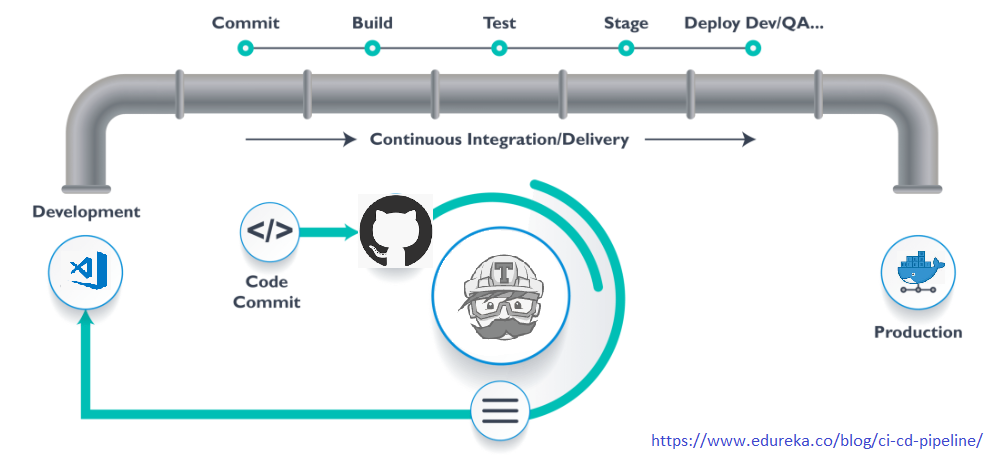 Commit Build Test Stage Deploy Dev/QA...
Continuous Integration/Delivery
Development
</>
Code
Commit
T
Production
https://www.edureka.co/blog/ci-cd-pipeline/